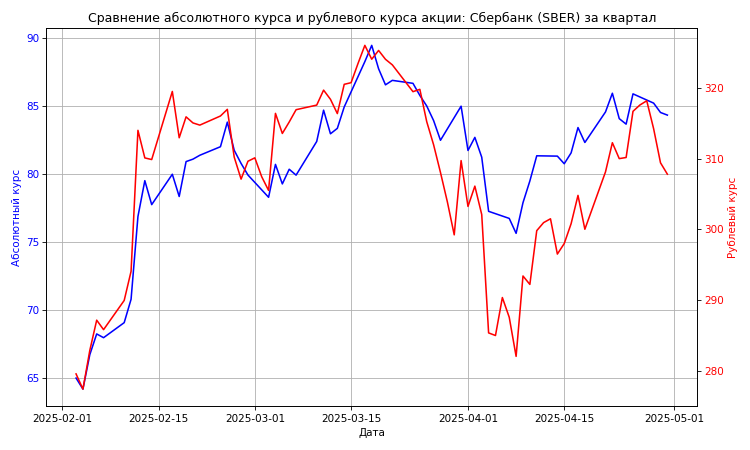 Сравнение абсолютного курса и рублевого курса акции: Сбербанк (SBER) за квартал
90
85
80
75
70
65
Абсолютный курс
320
310
300
290
280
Рублевый курс
2025-02-01 2025-02-15 2025-03-01 2025-03-15 2025-04-01 2025-04-15 2025-05-01
Дата